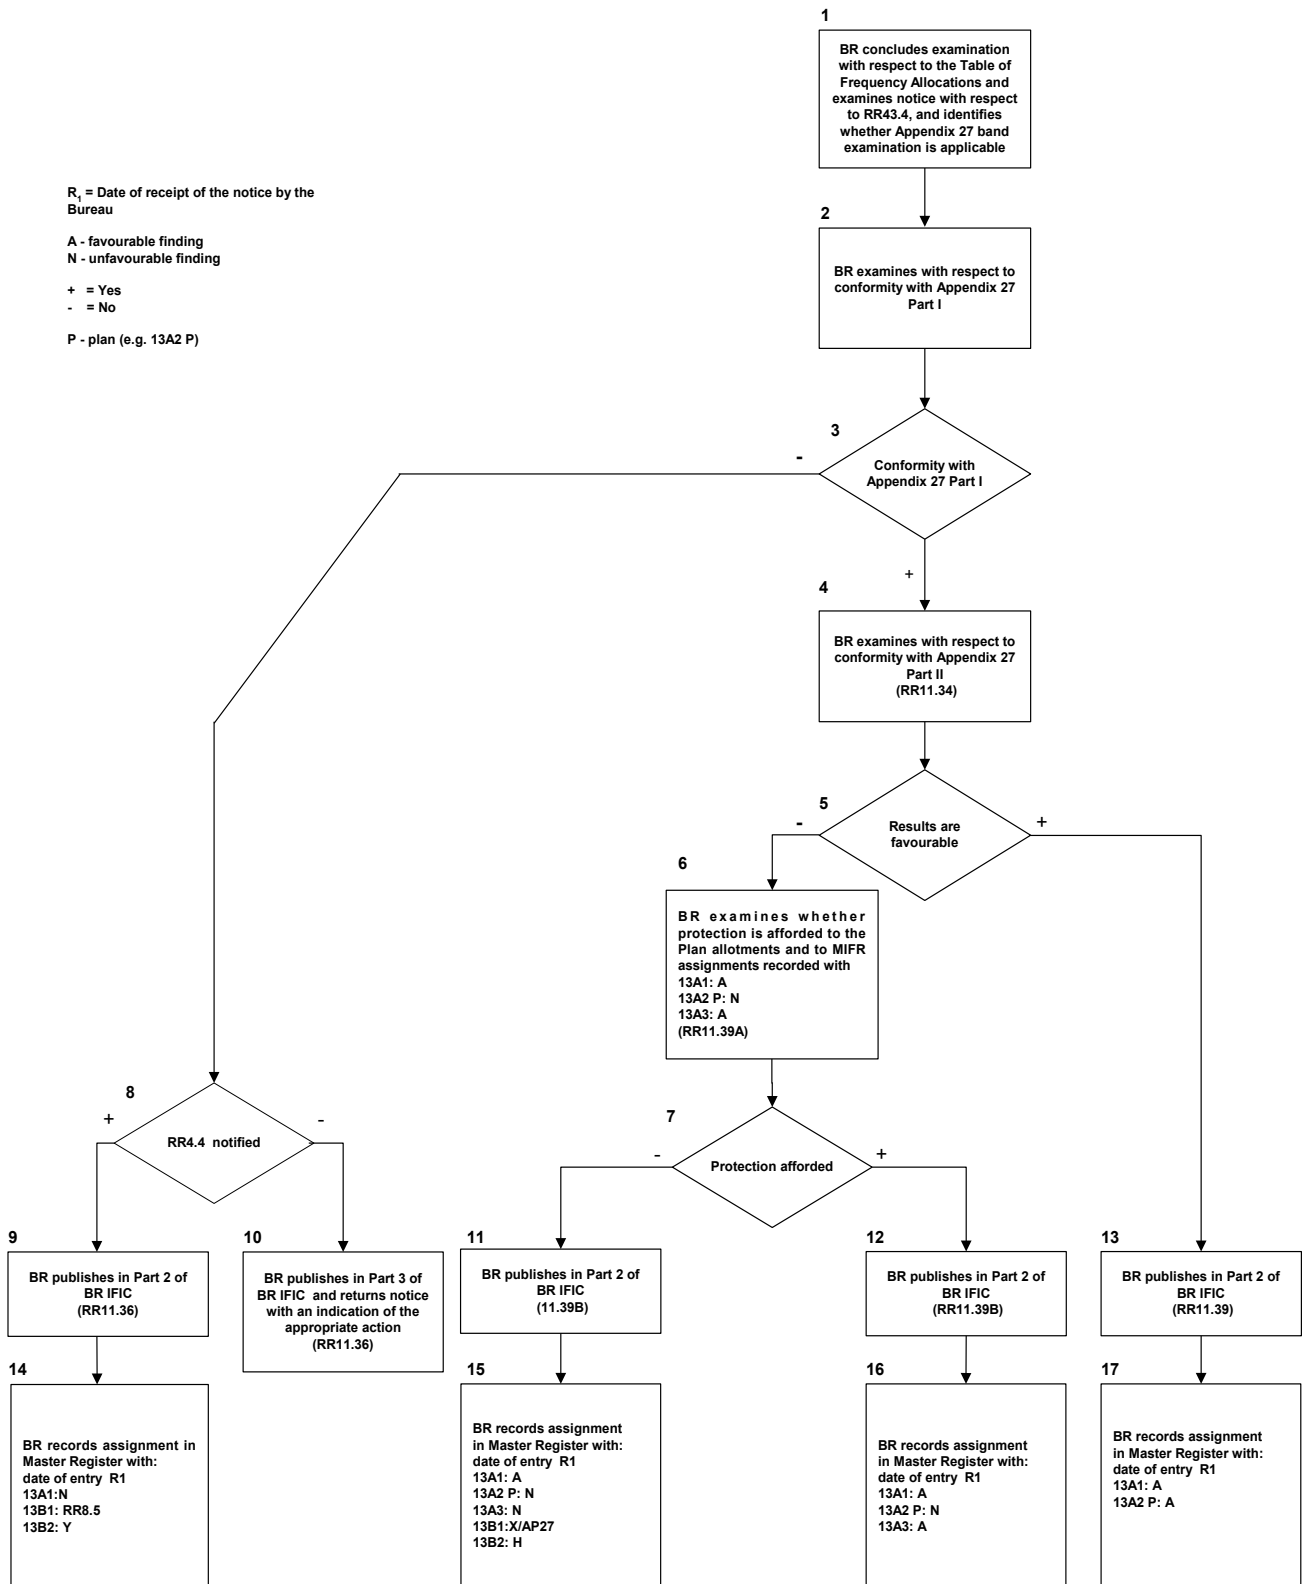 1
BR concludes examination
with respect to the Table of
Frequency Allocations and
examines notice with respect
to RR43.4, and identifies
whether Appendix 27 band
examination is applicable
R1 = Date of receipt of the notice by the
Bureau
A - favourable finding
N - unfavourable finding
+ = Yes
- = No
P - plan (e.g. 13A2 P)
2
BR examines with respect to
conformity with Appendix 27
Part I
3
-
Conformity with
Appendix 27 Part I
+
4
BR examines with respect to
conformity with Appendix 27
Part II
(RR11.34)
5
-
+
Results are
favourable
6
BR examines whether
protection is afforded to the
Plan allotments and to MIFR
assignments recorded with
13A1: A
13A2 P: N
13A3: A
(RR11.39A)
8
+
-
RR4.4 notified
7
-
+
Protection afforded
9
BR publishes in Part 2 of
BR IFIC
(RR11.36)
10
BR publishes in Part 3 of
BR IFIC and returns notice
with an indication of the
appropriate action
(RR11.36)
11
BR publishes in Part 2 of
BR IFIC
(11.39B)
12
BR publishes in Part 2 of
BR IFIC
(RR11.39B)
13
BR publishes in Part 2 of
BR IFIC
(RR11.39)
14
BR records assignment in
Master Register with:
date of entry R1
13A1:N
13B1: RR8.5
13B2: Y
15
BR records assignment
in Master Register with:
date of entry R1
13A1: A
13A2 P: N
13A3: N
13B1:X/AP27
13B2: H
16
BR records assignment
in Master Register with:
date of entry R1
13A1: A
13A2 P: N
13A3: A
17
BR records assignment
in Master Register with:
date of entry R1
13A1: A
13A2 P: A